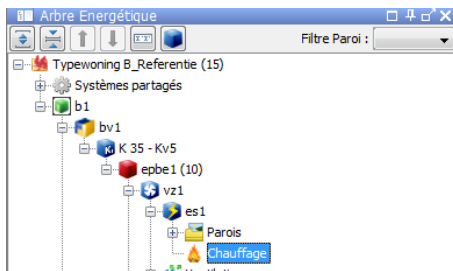 Arbre Energétique
Filtre Paroi :
Typewoning B_Referentie (15)
Systèmes partagés
b1
bv1
K 35 - Kv5
epbe1 (10)
vz1
es1
Parois
Chauffage